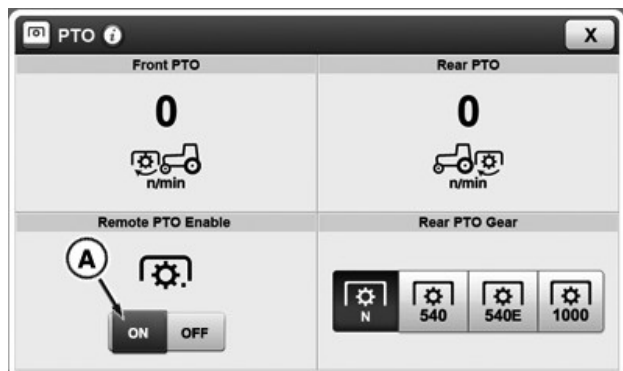 PTO i X
Front PTO
Rear PTO
0
0
n/min
n/min
Remote PTO Enable
Rear PTO Gear
A
N
540
540E
1000
ON
OFF